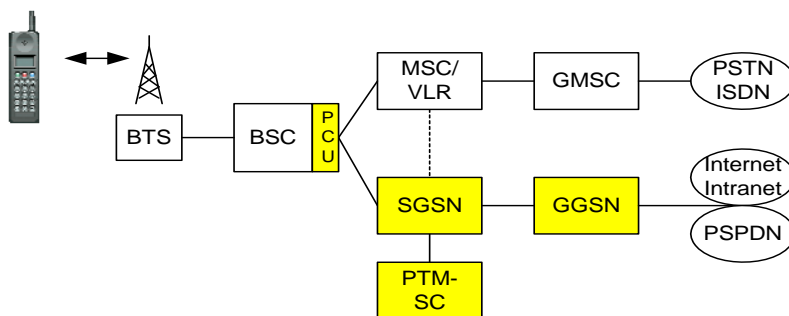 MSC/
VLR
GMSC
PSTN
ISDN
BTS
BSC
P
C
U
Internet
Intranet
SGSN
GGSN
PSPDN
PTM-
SC